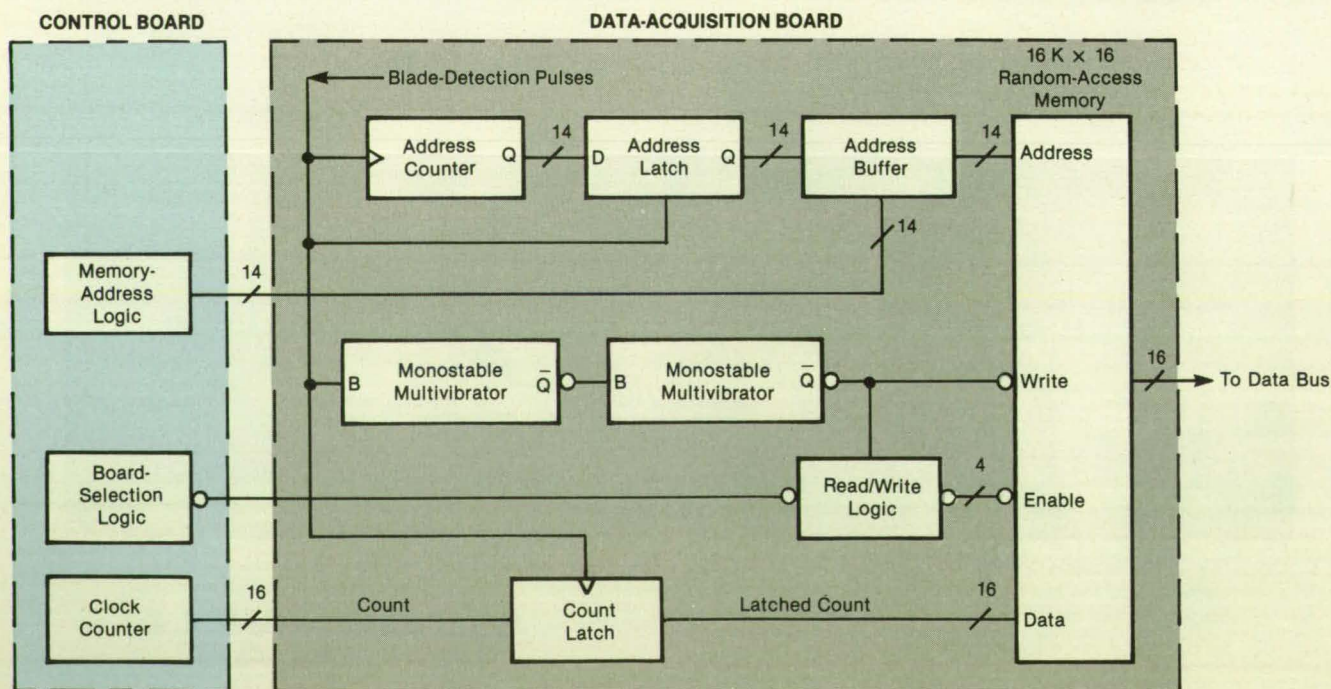 CONTROL BOARD
DATA-ACQUISITION BOARD
16 K × 16
Random-Access
Memory
Blade-Detection Pulses
Address
Counter
Q
14
D
Address
Latch
Q
14
Address
Buffer
14
Address
14
Memory-
Address
Logic
14
B
Monostable
Multivibrator
Q̅
B
Monostable
Multivibrator
Q̅
Write
16
To Data Bus
Board-
Selection
Logic
Read/Write
Logic
4
Enable
Clock
Counter
16
Count
Count
Latch
Latched Count
16
Data